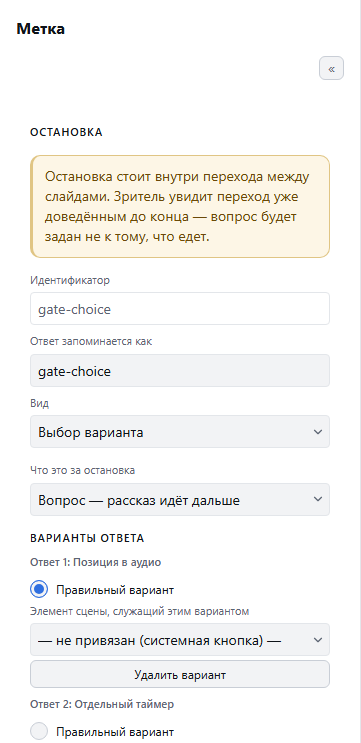 Метка
«
ОСТАНОВКА
Остановка стоит внутри перехода между
слайдами. Зритель увидит переход уже
доведённым до конца — вопрос будет
задан не к тому, что едет.
Идентификатор
gate-choice
Ответ запоминается как
gate-choice
Вид
Выбор варианта
Что это за остановка
Вопрос — рассказ идёт дальше
ВАРИАНТЫ ОТВЕТА
Ответ 1: Позиция в аудио
Правильный вариант
Элемент сцены, служащий этим вариантом
— не привязан (системная кнопка) —
Удалить вариант
Ответ 2: Отдельный таймер
Правильный вариант